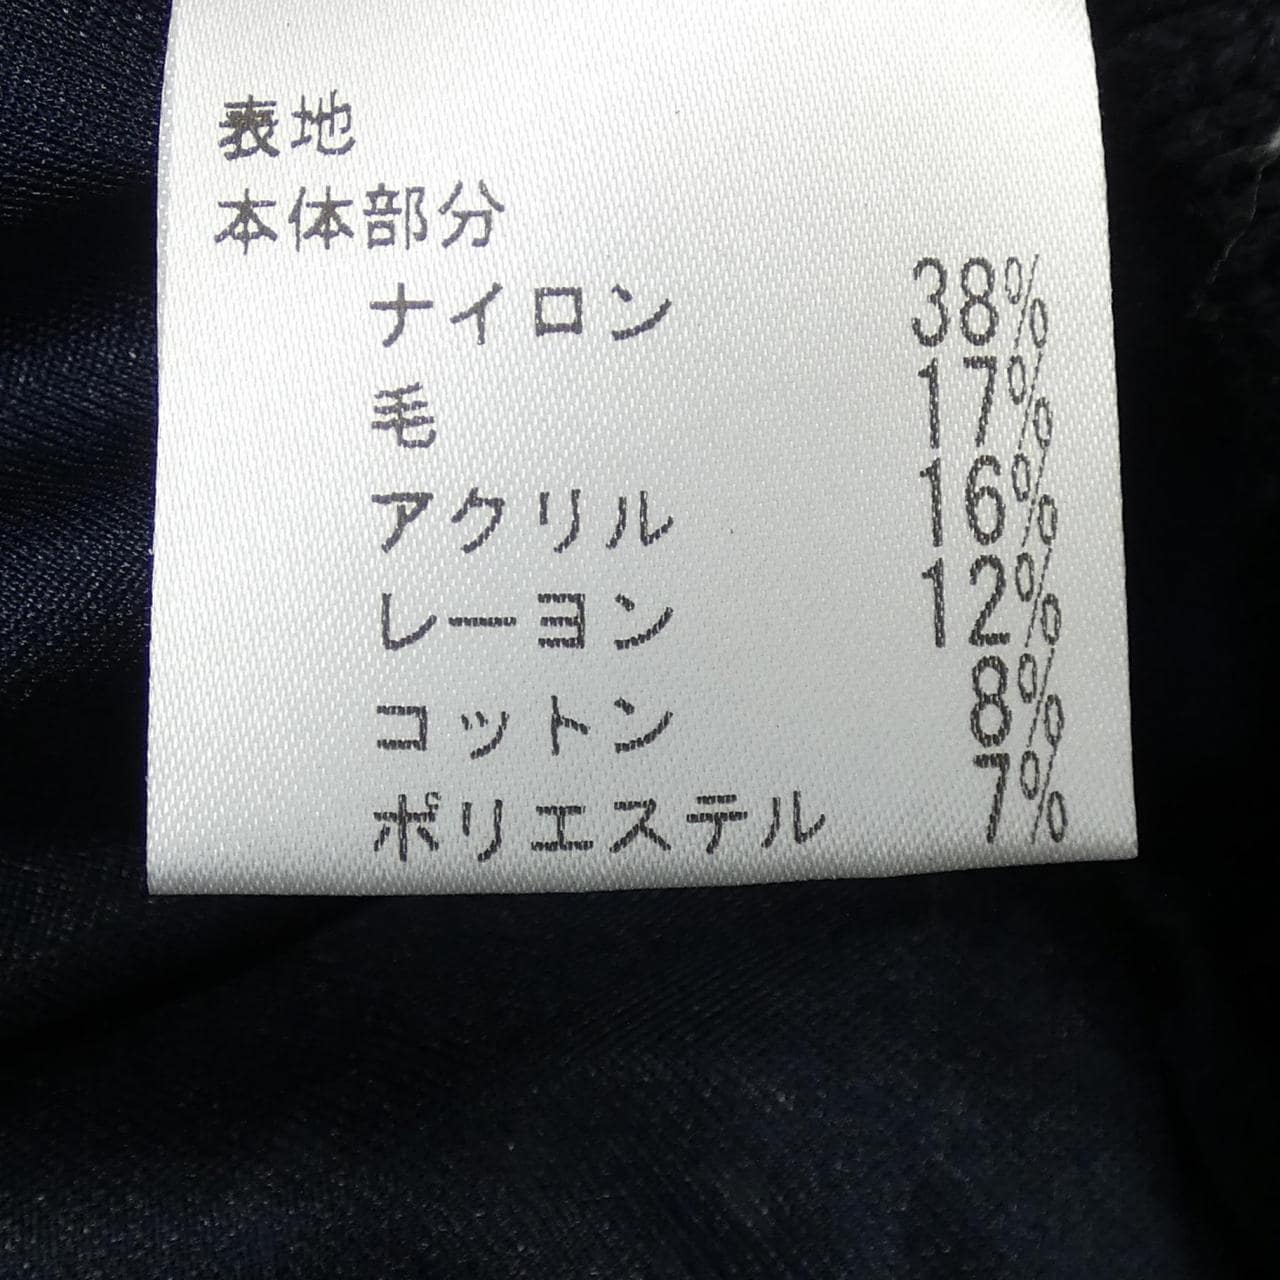 表地
本体部分
ナイロン 38%
毛 17%
アクリル 16%
レーヨン 12%
コットン 8%
ポリエステル 7%